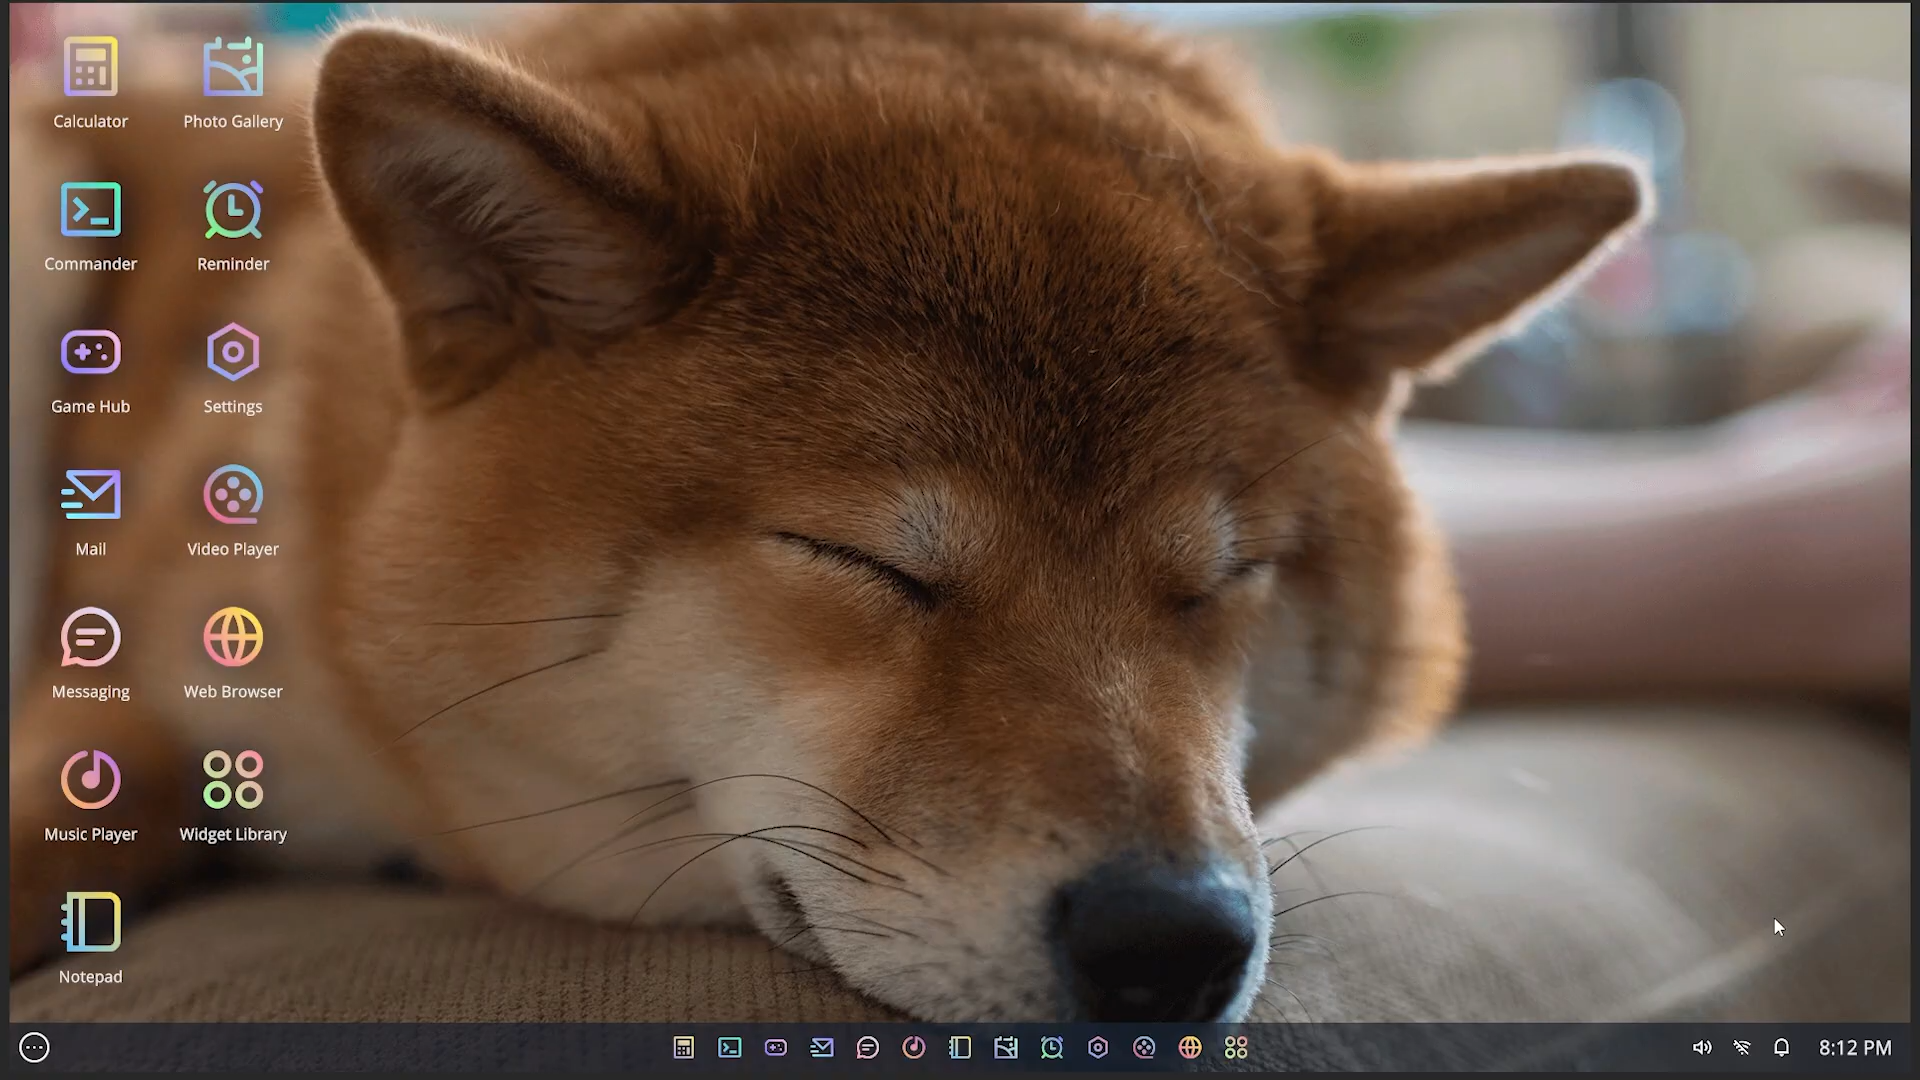 Calculator
Photo Gallery
Commander
Reminder
Game Hub
Settings
Mail
Video Player
Messaging
Web Browser
Music Player
Widget Library
Notepad
8:12 PM